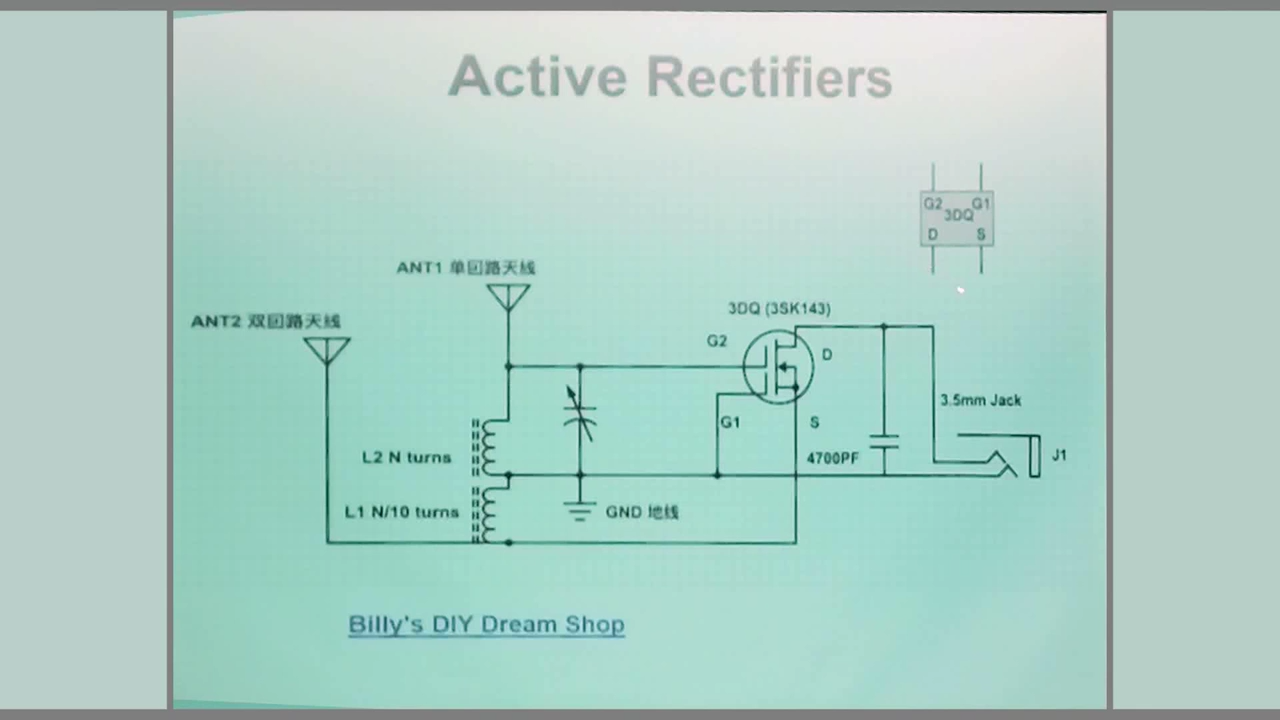 Active Rectifiers
G2 G1
3DQ
D S
ANT1 单回路天线
ANT2 双回路天线
3DQ (3SK143)
G2
D
3.5mm Jack
G1
S
L2 N turns
4700PF
J1
L1 N/10 turns
GND 地线
Billy's DIY Dream Shop